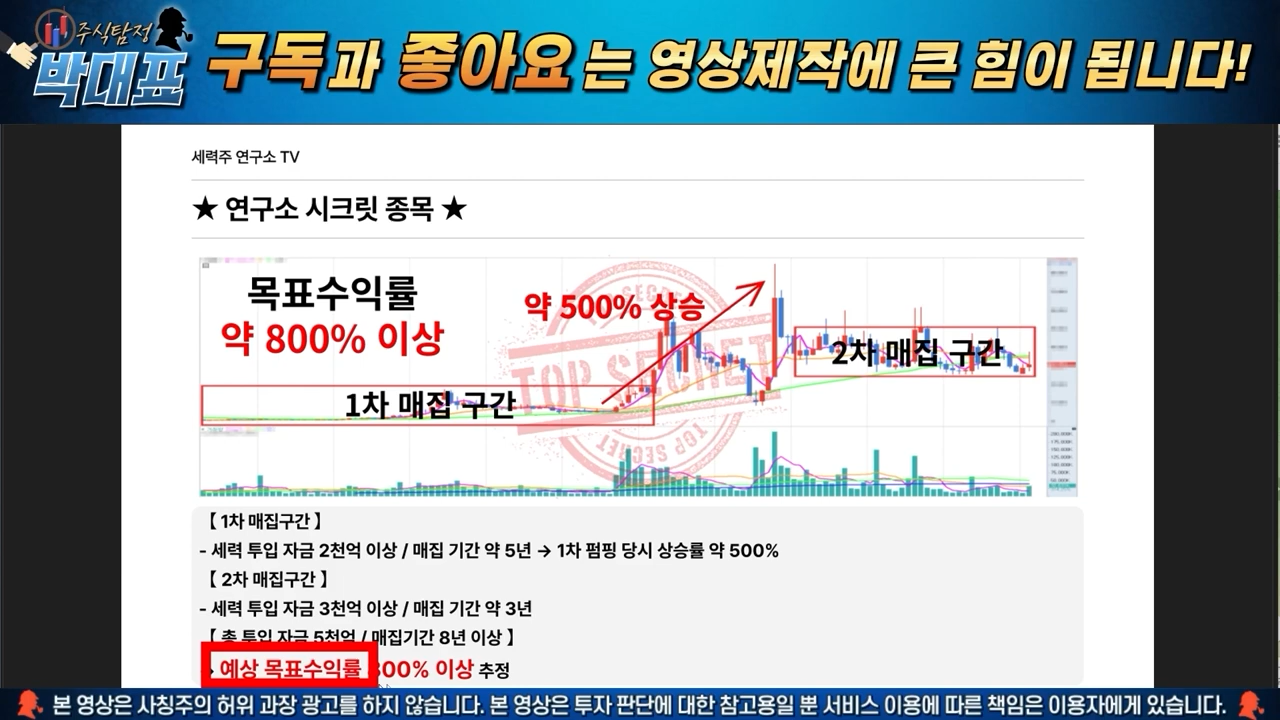 주식탐정
박대표
구독과 좋아요는 영상제작에 큰 힘이 됩니다!
세력주 연구소 TV
★ 연구소 시크릿 종목 ★
목표수익률
약 800% 이상
약 500% 상승
SECRET
TOP SECRET
TOP SECRET
1차 매집 구간
2차 매집 구간
【 1차 매집구간 】
- 세력 투입 자금 2천억 이상 / 매집 기간 약 5년 → 1차 펌핑 당시 상승률 약 500%
【 2차 매집구간 】
- 세력 투입 자금 3천억 이상 / 매집 기간 약 3년
【 총 투입 자금 5천억 / 매집기간 8년 이상 】
예상 목표수익률 800% 이상 추정
본 영상은 사칭주의 허위 과장 광고를 하지 않습니다. 본 영상은 투자 판단에 대한 참고용일 뿐 서비스 이용에 따른 책임은 이용자에게 있습니다.